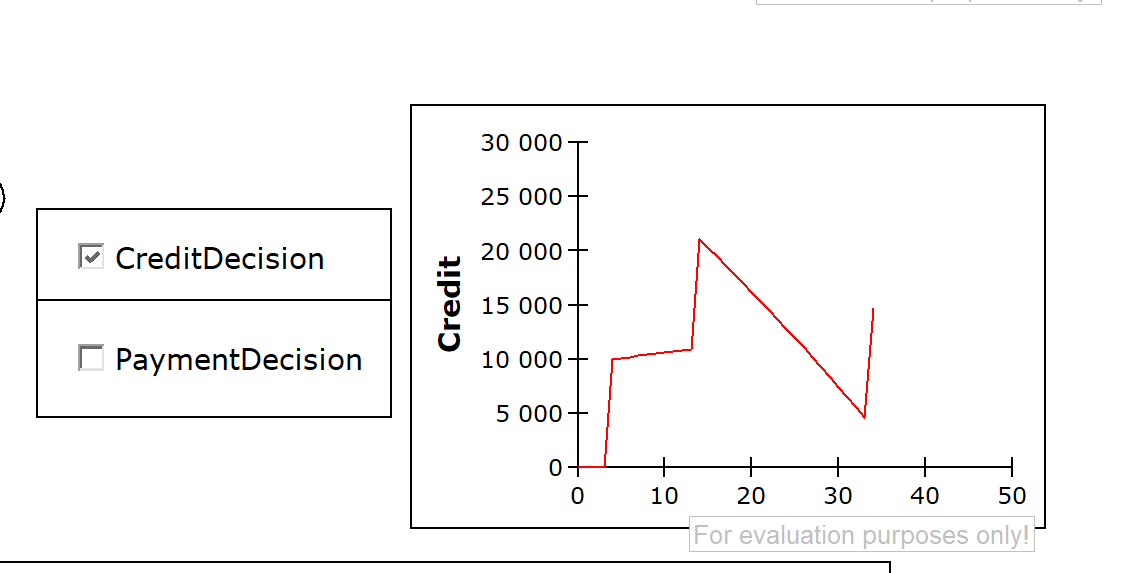 CreditDecision
PaymentDecision
Credit
30 000
25 000
20 000
15 000
10 000
5 000
0
0 10 20 30 40 50
For evaluation purposes only!